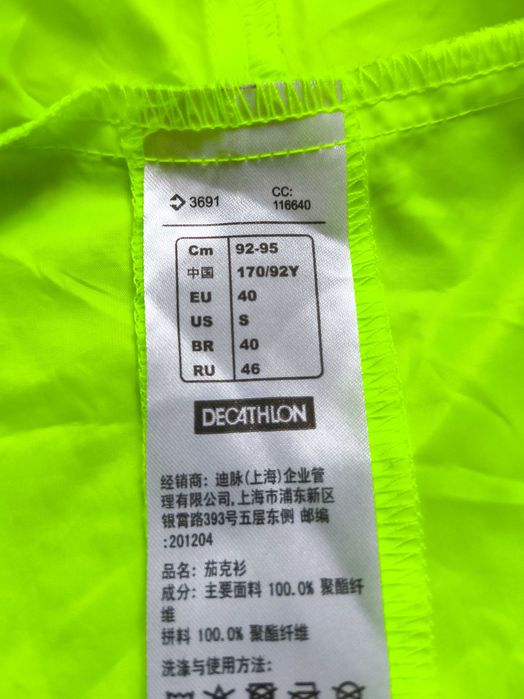 3691
CC:
116640
Cm 92-95
中国 170/92Y
EU 40
US S
BR 40
RU 46
DECATHLON
经销商: 迪脉(上海)企业管
理有限公司,上海市浦东新区
银霄路393号五层东侧 邮编
:201204
品名: 茄克衫
成分: 主要面料 100.0% 聚酯纤
维
拼料 100.0% 聚酯纤维
洗涤与使用方法: